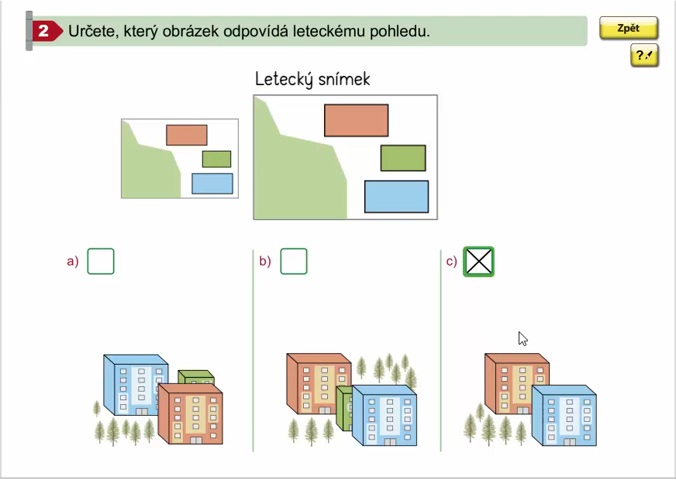 2 Určete, který obrázek odpovídá leteckému pohledu.
Zpět
?
Letecký snímek
a)
b)
c)